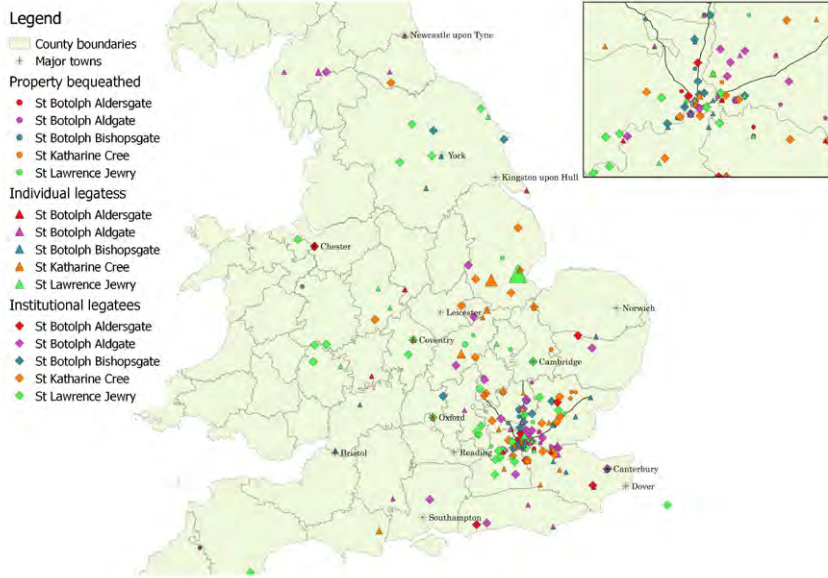 Legend
County boundaries
Major towns
Property bequeathed
St Botolph Aldersgate
St Botolph Aldgate
St Botolph Bishopsgate
St Katharine Cree
St Lawrence Jewry
Individual legatess
St Botolph Aldersgate
St Botolph Aldgate
St Botolph Bishopsgate
St Katharine Cree
St Lawrence Jewry
Institutional legatees
St Botolph Aldersgate
St Botolph Aldgate
St Botolph Bishopsgate
St Katharine Cree
St Lawrence Jewry
Newcastle upon Tyne
York
Kingston upon Hull
Chester
Leicester
Norwich
Coventry
Cambridge
Oxford
Bristol
Reading
Canterbury
Dover
Southampton